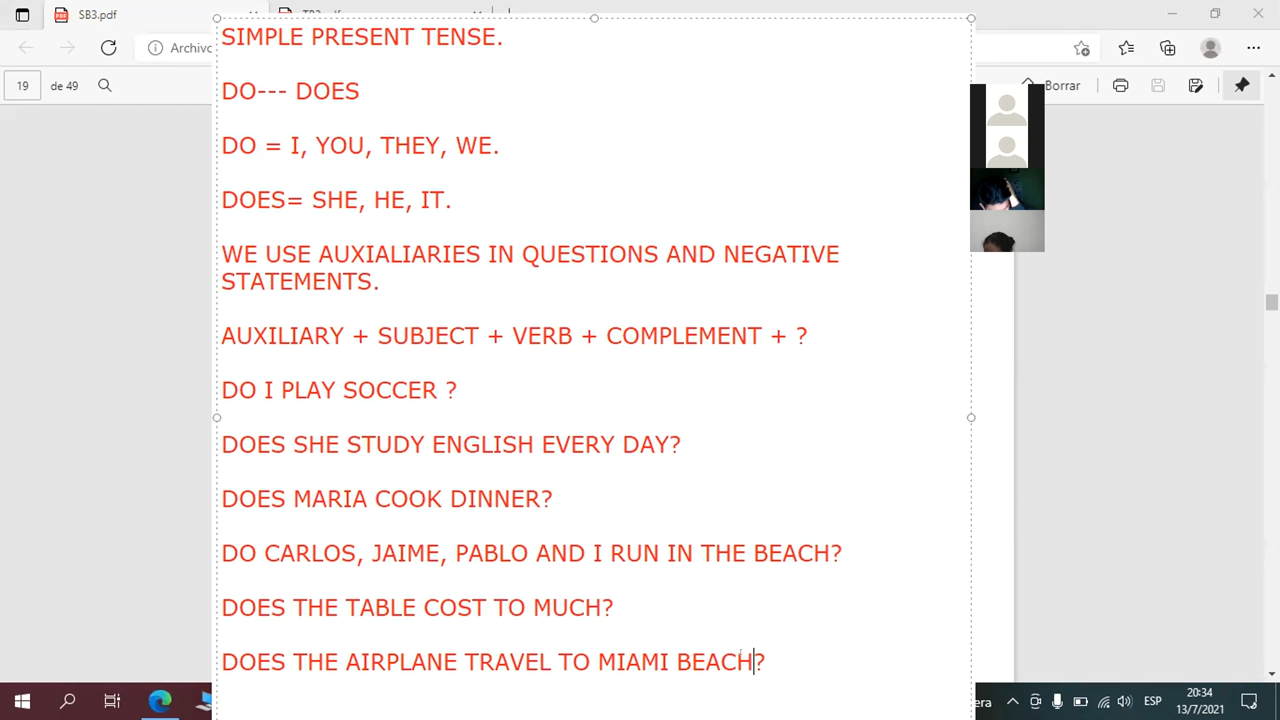 SB3.pdf
Archivo
19 de 49
Borrar
SIMPLE PRESENT TENSE.
DO--- DOES
DO = I, YOU, THEY, WE.
DOES= SHE, HE, IT.
WE USE AUXIALIARIES IN QUESTIONS AND NEGATIVE
STATEMENTS.
AUXILIARY + SUBJECT + VERB + COMPLEMENT + ?
DO I PLAY SOCCER ?
DOES SHE STUDY ENGLISH EVERY DAY?
DOES MARIA COOK DINNER?
DO CARLOS, JAIME, PABLO AND I RUN IN THE BEACH?
DOES THE TABLE COST TO MUCH?
DOES THE AIRPLANE TRAVEL TO MIAMI BEACH?
ESP
20:34
13/7/2021